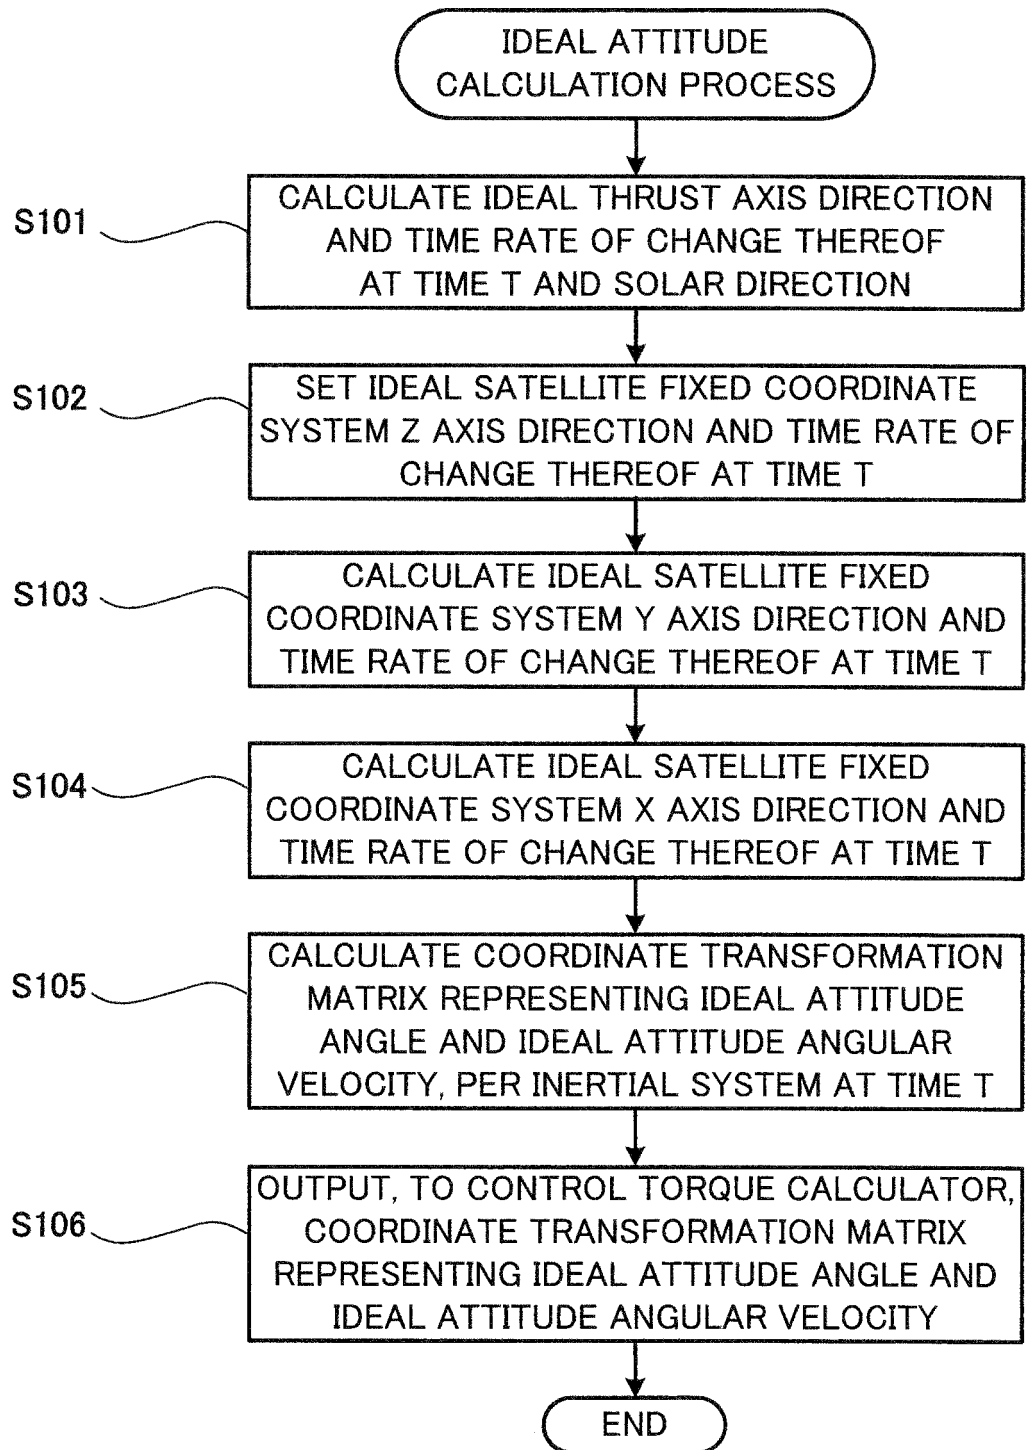 IDEAL ATTITUDE
CALCULATION PROCESS
S101
CALCULATE IDEAL THRUST AXIS DIRECTION
AND TIME RATE OF CHANGE THEREOF
AT TIME T AND SOLAR DIRECTION
S102
SET IDEAL SATELLITE FIXED COORDINATE
SYSTEM Z AXIS DIRECTION AND TIME RATE OF
CHANGE THEREOF AT TIME T
S103
CALCULATE IDEAL SATELLITE FIXED
COORDINATE SYSTEM Y AXIS DIRECTION AND
TIME RATE OF CHANGE THEREOF AT TIME T
S104
CALCULATE IDEAL SATELLITE FIXED
COORDINATE SYSTEM X AXIS DIRECTION AND
TIME RATE OF CHANGE THEREOF AT TIME T
S105
CALCULATE COORDINATE TRANSFORMATION
MATRIX REPRESENTING IDEAL ATTITUDE
ANGLE AND IDEAL ATTITUDE ANGULAR
VELOCITY, PER INERTIAL SYSTEM AT TIME T
S106
OUTPUT, TO CONTROL TORQUE CALCULATOR,
COORDINATE TRANSFORMATION MATRIX
REPRESENTING IDEAL ATTITUDE ANGLE AND
IDEAL ATTITUDE ANGULAR VELOCITY
END